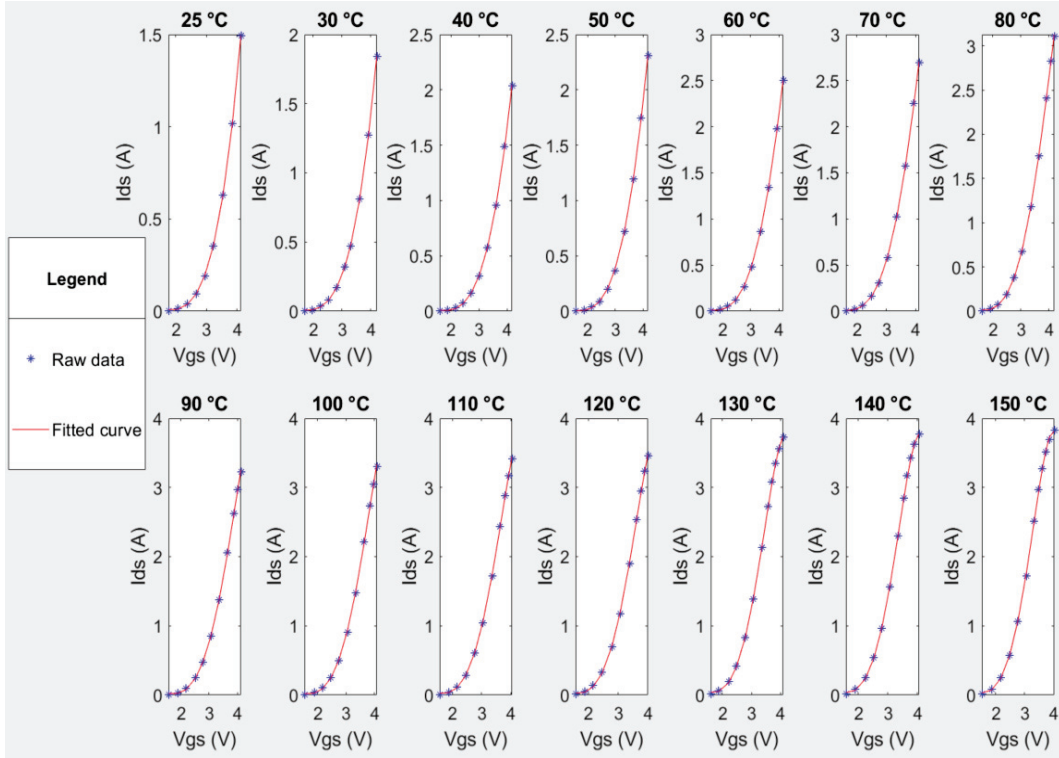 25 °C
30 °C
40 °C
50 °C
60 °C
70 °C
80 °C
1.5
1
0.5
0
Ids (A)
2 3 4
Vgs (V)
2
1.5
1
0.5
0
Ids (A)
2 3 4
Vgs (V)
2.5
2
1.5
1
0.5
0
Ids (A)
2 3 4
Vgs (V)
2.5
2
1.5
1
0.5
0
Ids (A)
2 3 4
Vgs (V)
3
2.5
2
1.5
1
0.5
0
Ids (A)
2 3 4
Vgs (V)
3
2.5
2
1.5
1
0.5
0
Ids (A)
2 3 4
Vgs (V)
3
2.5
2
1.5
1
0.5
0
Ids (A)
2 3 4
Vgs (V)
Legend
Raw data
Fitted curve
90 °C
100 °C
110 °C
120 °C
130 °C
140 °C
150 °C
4
3
2
1
0
Ids (A)
2 3 4
Vgs (V)
4
3
2
1
0
Ids (A)
2 3 4
Vgs (V)
4
3
2
1
0
Ids (A)
2 3 4
Vgs (V)
4
3
2
1
0
Ids (A)
2 3 4
Vgs (V)
4
3
2
1
0
Ids (A)
2 3 4
Vgs (V)
4
3
2
1
0
Ids (A)
2 3 4
Vgs (V)
4
3
2
1
0
Ids (A)
2 3 4
Vgs (V)